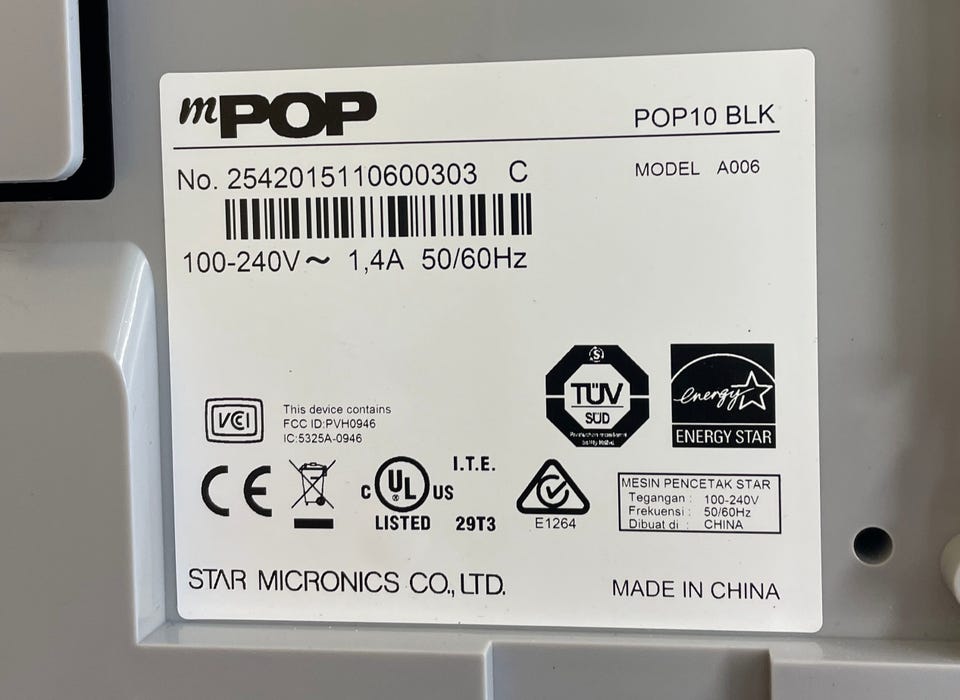 mPOP
POP10 BLK
No. 2542015110600303 C
MODEL A006
100-240V~ 1,4A 50/60Hz
VCI
This device contains
FCC ID:PVH0946
IC:5325A-0946
S
TÜV
SÜD
energy
ENERGY STAR
CE
C UL ® US
LISTED
I.T.E.
29T3
E1264
MESIN PENCETAK STAR
Tegangan : 100-240V
Frekuensi : 50/60Hz
Dibuat di : CHINA
STAR MICRONICS CO., LTD.
MADE IN CHINA